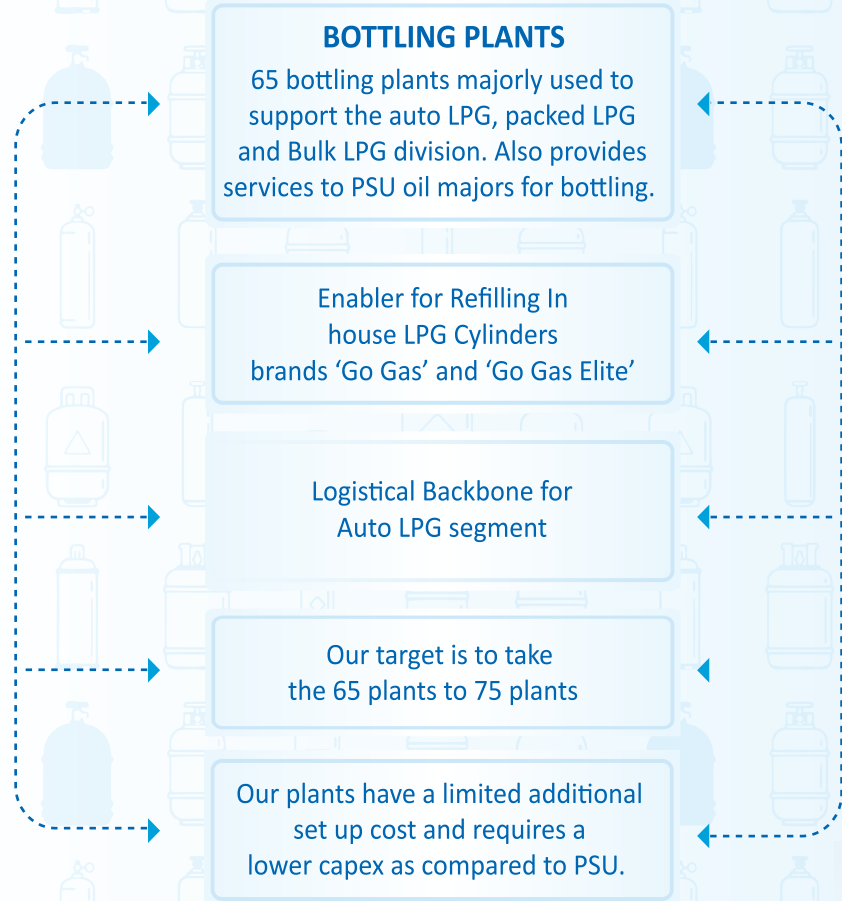 BOTTLING PLANTS
65 bottling plants majorly used to
support the auto LPG, packed LPG
and Bulk LPG division. Also provides
services to PSU oil majors for bottling.
Enabler for Refilling In
house LPG Cylinders
brands ‘Go Gas’ and ‘Go Gas Elite’
Logistical Backbone for
Auto LPG segment
Our target is to take
the 65 plants to 75 plants
Our plants have a limited additional
set up cost and requires a
lower capex as compared to PSU.